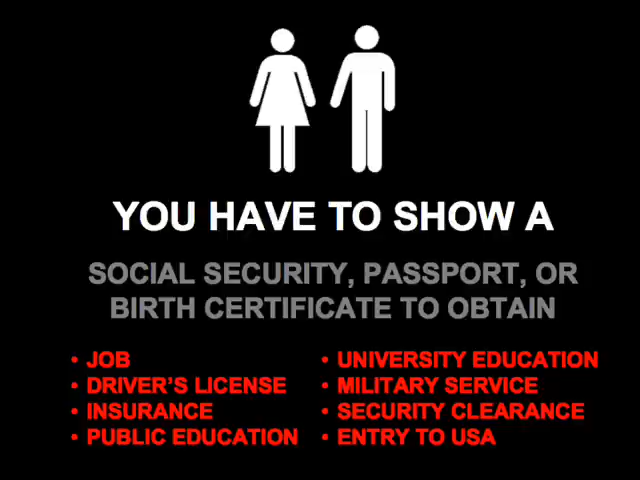 YOU HAVE TO SHOW A
SOCIAL SECURITY, PASSPORT, OR
BIRTH CERTIFICATE TO OBTAIN
• JOB
• DRIVER'S LICENSE
• INSURANCE
• PUBLIC EDUCATION
• UNIVERSITY EDUCATION
• MILITARY SERVICE
• SECURITY CLEARANCE
• ENTRY TO USA